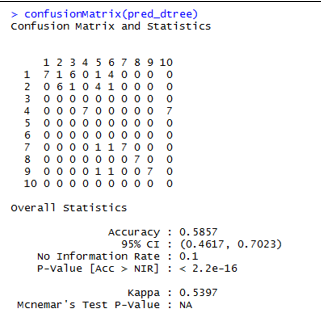 > confusionMatrix(pred_dtree)
Confusion Matrix and Statistics
1 2 3 4 5 6 7 8 9 10
1 7 1 6 0 1 4 0 0 0 0
2 0 6 1 0 4 1 0 0 0 0
3 0 0 0 0 0 0 0 0 0 0
4 0 0 0 7 0 0 0 0 0 7
5 0 0 0 0 0 0 0 0 0 0
6 0 0 0 0 0 0 0 0 0 0
7 0 0 0 0 1 1 7 0 0 0
8 0 0 0 0 0 0 0 7 0 0
9 0 0 0 0 1 1 0 0 7 0
10 0 0 0 0 0 0 0 0 0 0
Overall Statistics
Accuracy : 0.5857
95% CI : (0.4617, 0.7023)
No Information Rate : 0.1
P-Value [Acc > NIR] : < 2.2e-16
Kappa : 0.5397
Mcnemar's Test P-Value : NA